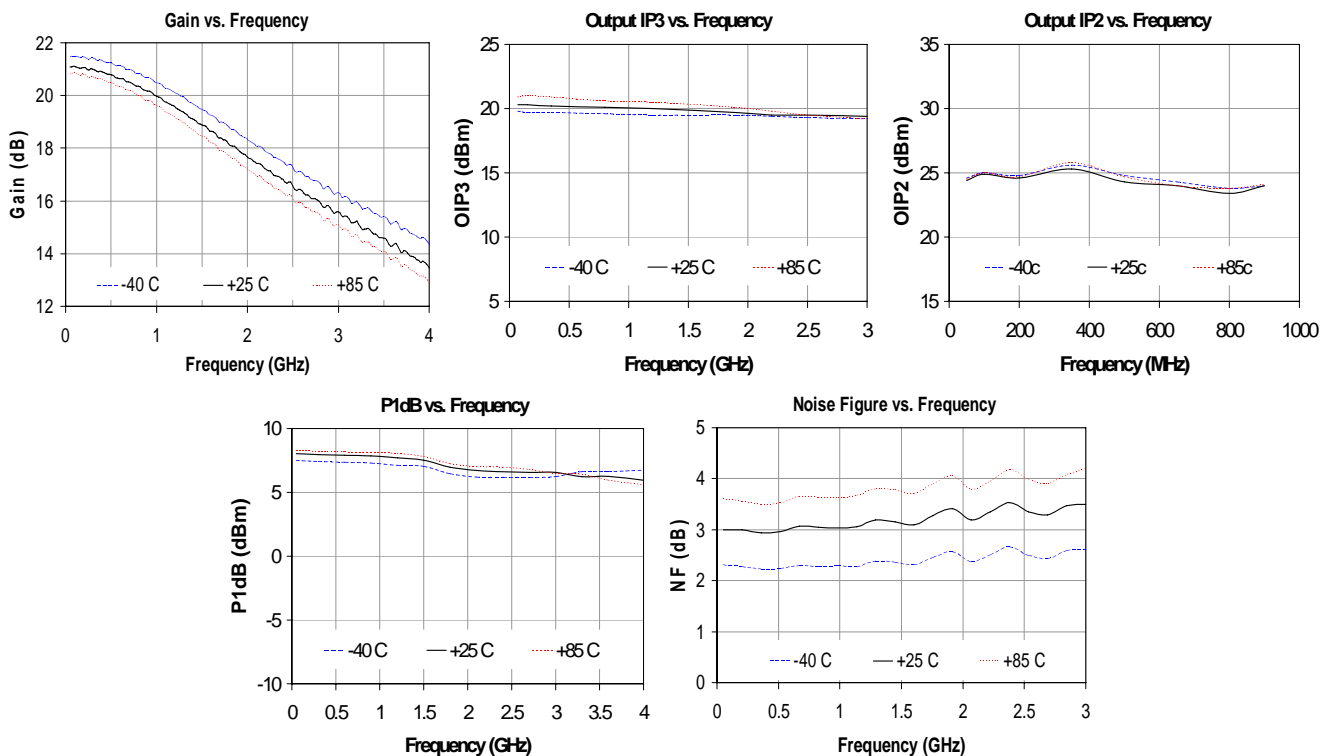 Gain vs. Frequency
22
20
18
16
14
12
Gain (dB)
-40 C +25 C +85 C
0 1 2 3 4
Frequency (GHz)
Output IP3 vs. Frequency
25
20
15
10
5
OIP3 (dBm)
-40 C +25 C +85 C
0 0.5 1 1.5 2 2.5 3
Frequency (GHz)
Output IP2 vs. Frequency
35
30
25
20
15
OIP2 (dBm)
-40c +25c +85c
0 200 400 600 800 1000
Frequency (MHz)
P1dB vs. Frequency
10
5
0
-5
-10
P1dB (dBm)
-40 C +25 C +85 C
0 0.5 1 1.5 2 2.5 3 3.5 4
Frequency (GHz)
Noise Figure vs. Frequency
5
4
3
2
1
0
NF (dB)
-40 C +25 C +85 C
0 0.5 1 1.5 2 2.5 3
Frequency (GHz)